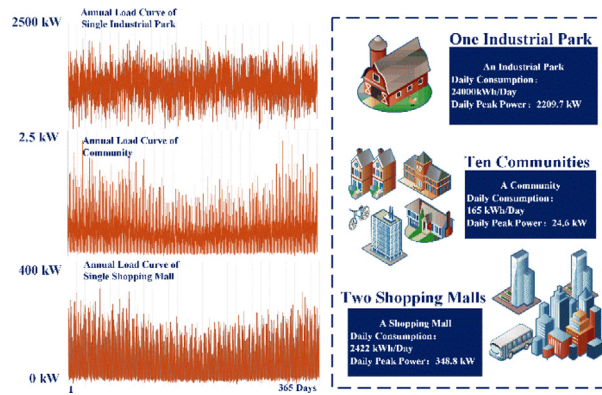 2500 kW
Annual Load Curve of
Single Industrial Park
2.5 kW
Annual Load Curve of
Community
400 kW
Annual Load Curve of
Single Shopping Mall
0 kW
1
365 Days
One Industrial Park
An Industrial Park
Daily Consumption：
24000kWh/Day
Daily Peak Power：2209.7 kW
Ten Communities
A Community
Daily Consumption：
165 kWh/Day
Daily Peak Power：24.6 kW
Two Shopping Malls
A Shopping Mall
Daily Consumption：
2422 kWh/Day
Daily Peak Power：348.8 kW